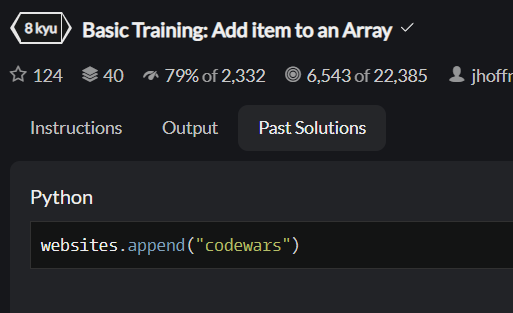 8 kyu Basic Training: Add item to an Array
124 40 79% of 2,332 6,543 of 22,385 jhoffr
Instructions Output Past Solutions
Python
websites.append("codewars")